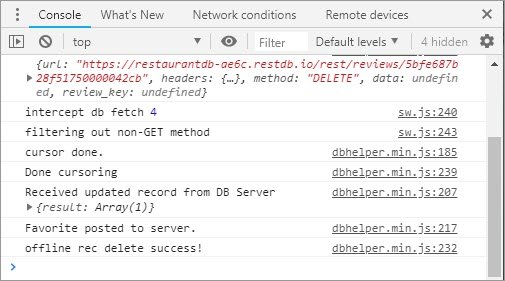 Console What's New Network conditions Remote devices
top Filter Default levels 4 hidden
{url: "https://restaurantdb-ae6c.restdb.io/rest/reviews/5bfe687b
28f51750000042cb", headers: {…}, method: "DELETE", data: undefin
ed, review_key: undefined}
intercept db fetch 4 sw.js:240
filtering out non-GET method sw.js:243
cursor done. dbhelper.min.js:185
Done cursoring dbhelper.min.js:239
Received updated record from DB Server dbhelper.min.js:207
{result: Array(1)}
Favorite posted to server. dbhelper.min.js:217
offline rec delete success! dbhelper.min.js:232